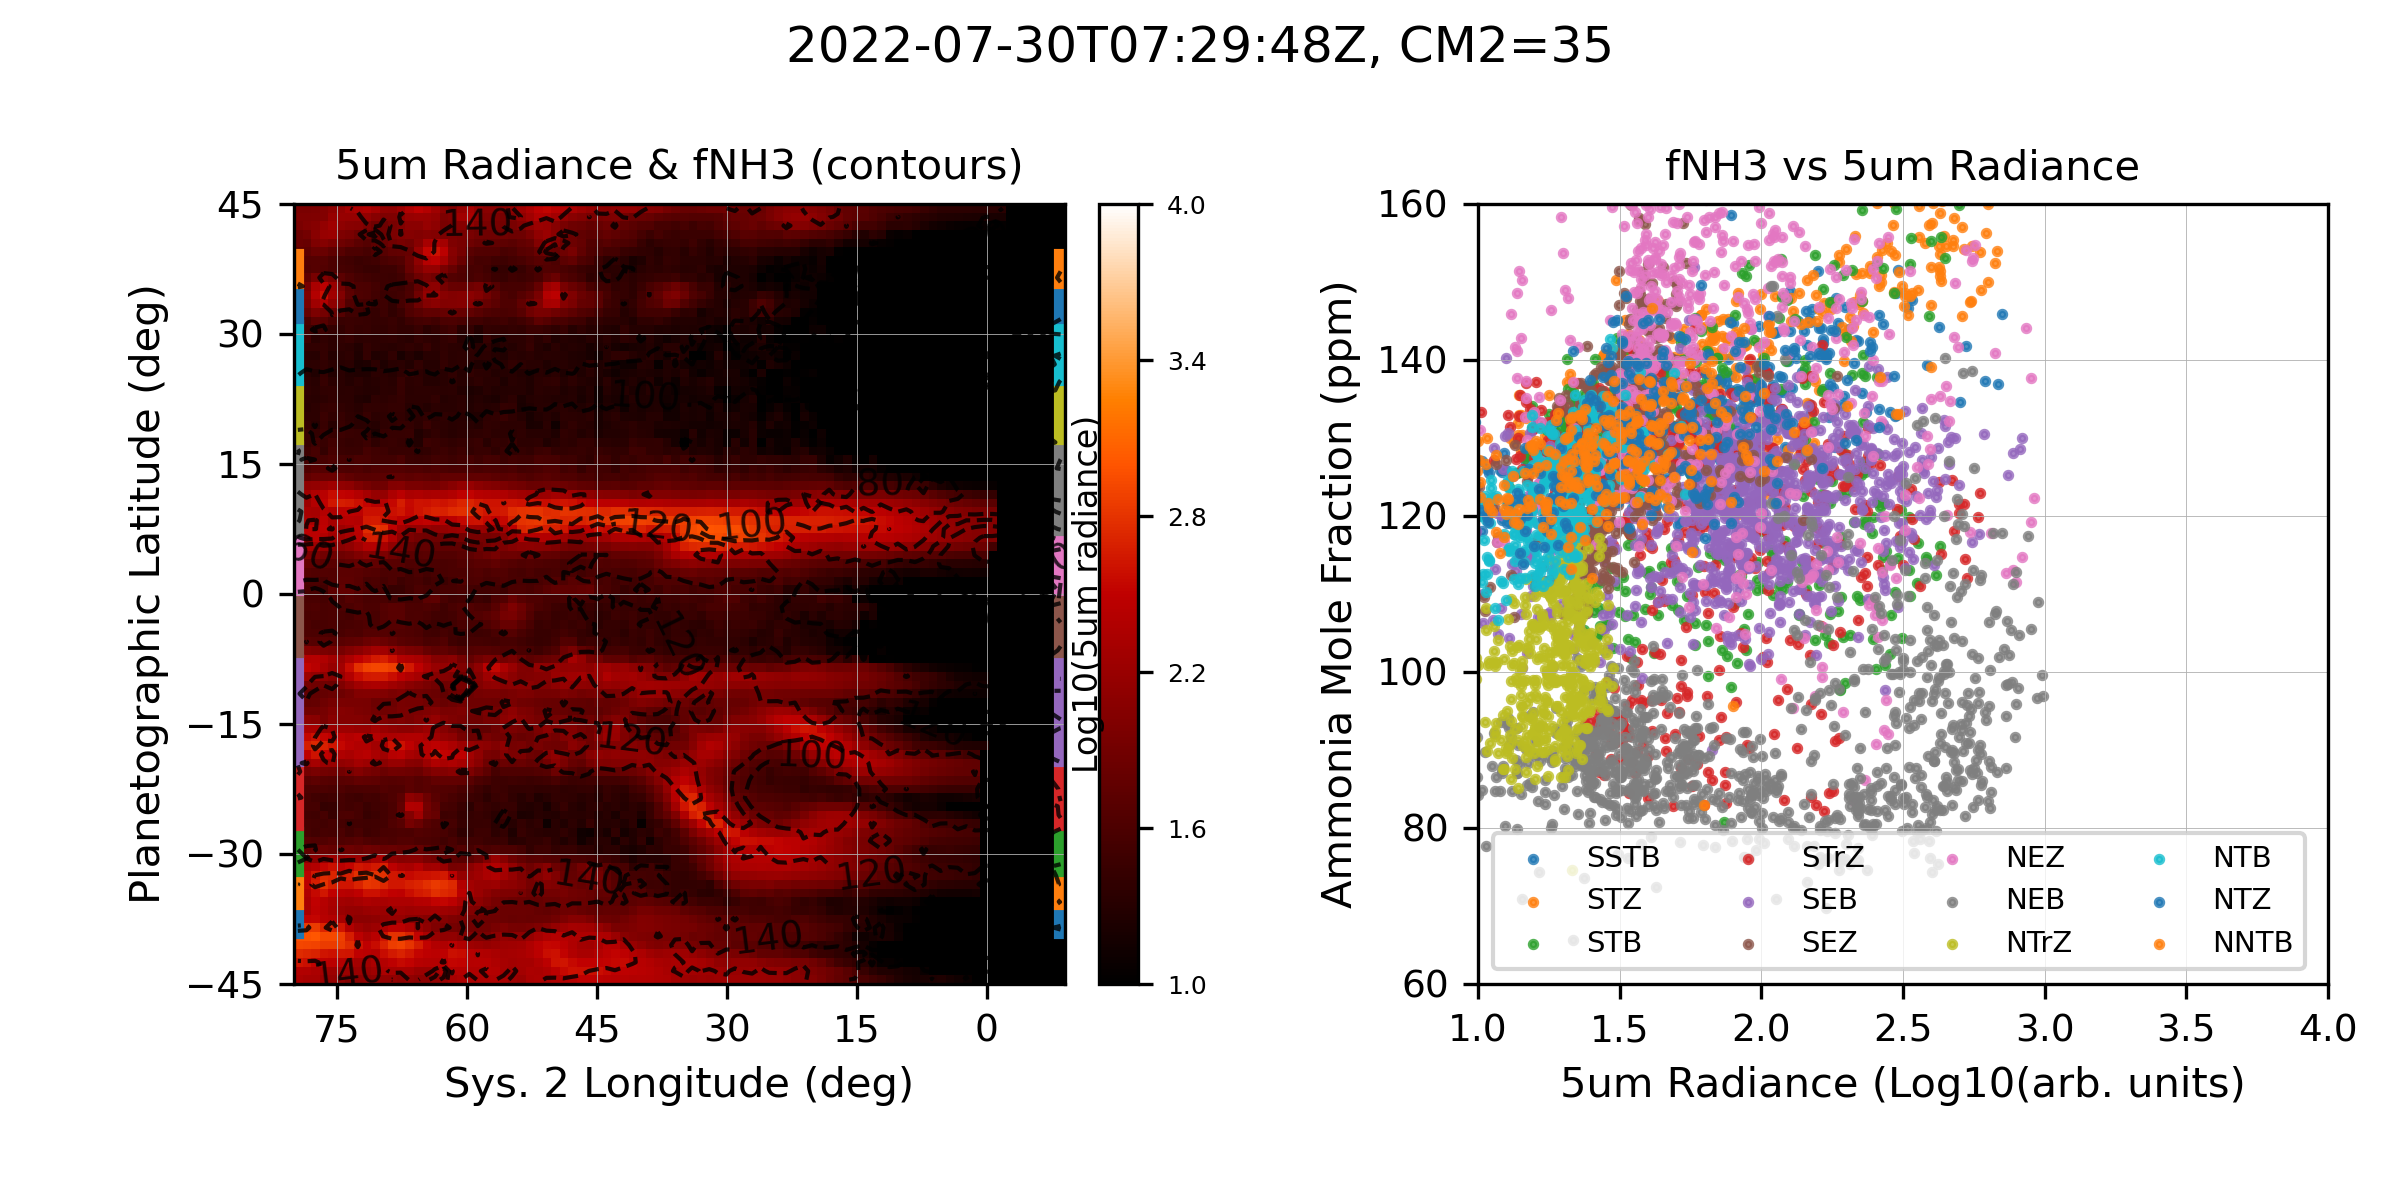 2022-07-30T07:29:48Z, CM2=35
5um Radiance & fNH3 (contours)
45
30
15
0
−15
−30
−45
Planetographic Latitude (deg)
140
100
80
120 100
140
120
120
100
140
120
140
140
75 60 45 30 15 0
Sys. 2 Longitude (deg)
4.0
3.4
2.8
2.2
1.6
1.0
Log10(5um radiance)
fNH3 vs 5um Radiance
160
140
120
100
80
60
Ammonia Mole Fraction (ppm)
SSTB STrZ NEZ NTB
STZ SEB NEB NTZ
STB SEZ NTrZ NNTB
1.0 1.5 2.0 2.5 3.0 3.5 4.0
5um Radiance (Log10(arb. units)